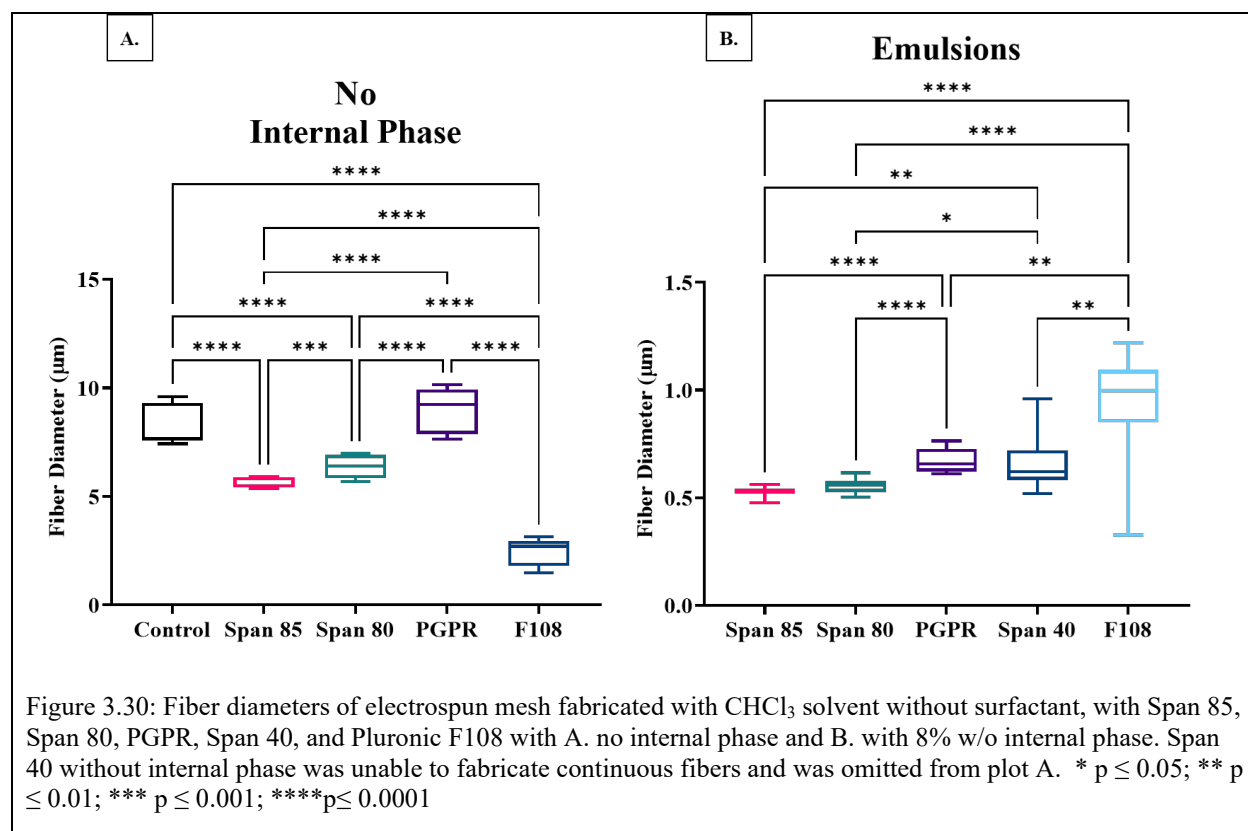 A.
No
Internal Phase
****
****
****
****
****
****
***
****
****
Fiber Diameter (µm)
15
10
5
0
Control Span 85 Span 80 PGPR F108
B.
Emulsions
****
****
**
*
****
**
****
**
Fiber Diameter (µm)
1.5
1.0
0.5
0.0
Span 85 Span 80 PGPR Span 40 F108
Figure 3.30: Fiber diameters of electrospun mesh fabricated with CHCl₃ solvent without surfactant, with Span 85,
Span 80, PGPR, Span 40, and Pluronic F108 with A. no internal phase and B. with 8% w/o internal phase. Span
40 without internal phase was unable to fabricate continuous fibers and was omitted from plot A. * p ≤ 0.05; ** p
≤ 0.01; *** p ≤ 0.001; ****p≤ 0.0001